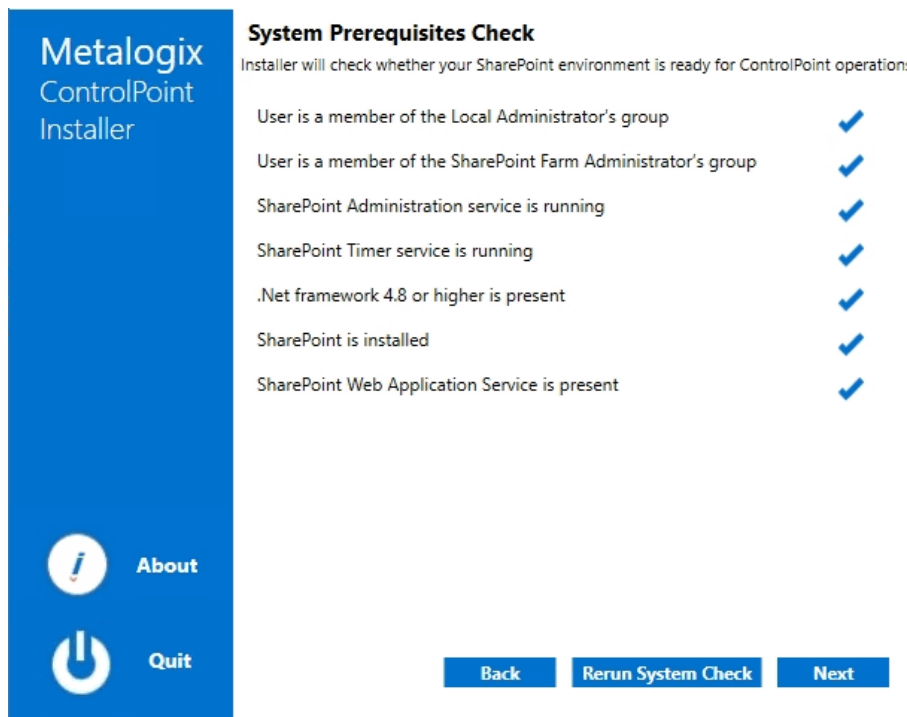 Metalogix
ControlPoint
Installer
System Prerequisites Check
Installer will check whether your SharePoint environment is ready for ControlPoint operations
User is a member of the Local Administrator's group
User is a member of the SharePoint Farm Administrator's group
SharePoint Administration service is running
SharePoint Timer service is running
.Net framework 4.8 or higher is present
SharePoint is installed
SharePoint Web Application Service is present
About
Quit
Back
Rerun System Check
Next